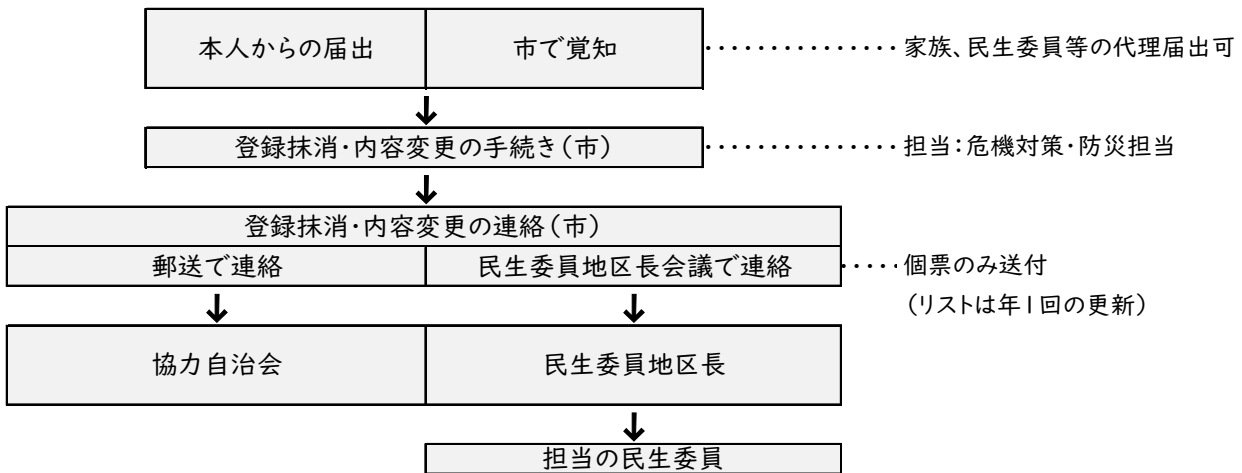 本人からの届出 市で覚知 ・・・・・・・・・・・・・・・ 家族、民生委員等の代理届出可
登録抹消・内容変更の手続き(市) ・・・・・・・・・・・・・・・ 担当:危機対策・防災担当
登録抹消・内容変更の連絡(市)
郵送で連絡 民生委員地区長会議で連絡 ・・・・・ 個票のみ送付
(リストは年1回の更新)
協力自治会 民生委員地区長
担当の民生委員